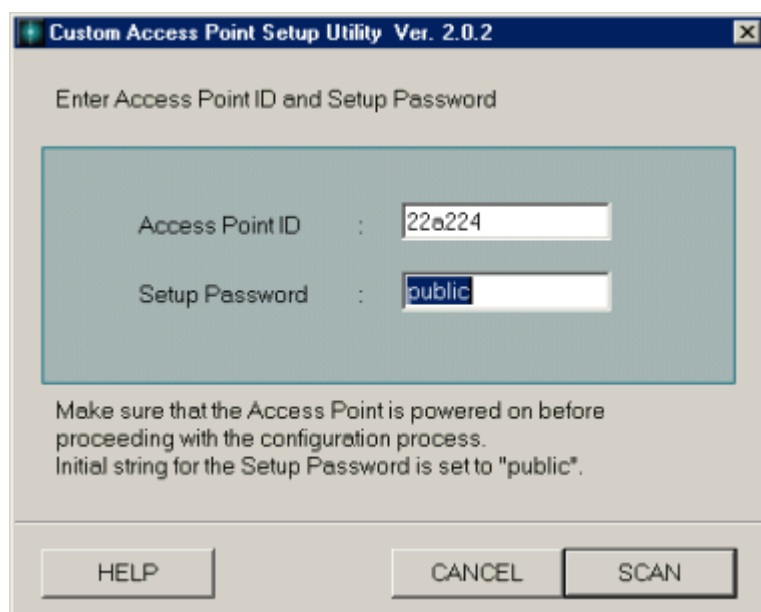 Custom Access Point Setup Utility Ver. 2.0.2
Enter Access Point ID and Setup Password
Access Point ID : 22a224
Setup Password : public
Make sure that the Access Point is powered on before
proceeding with the configuration process.
Initial string for the Setup Password is set to "public".
HELP CANCEL SCAN